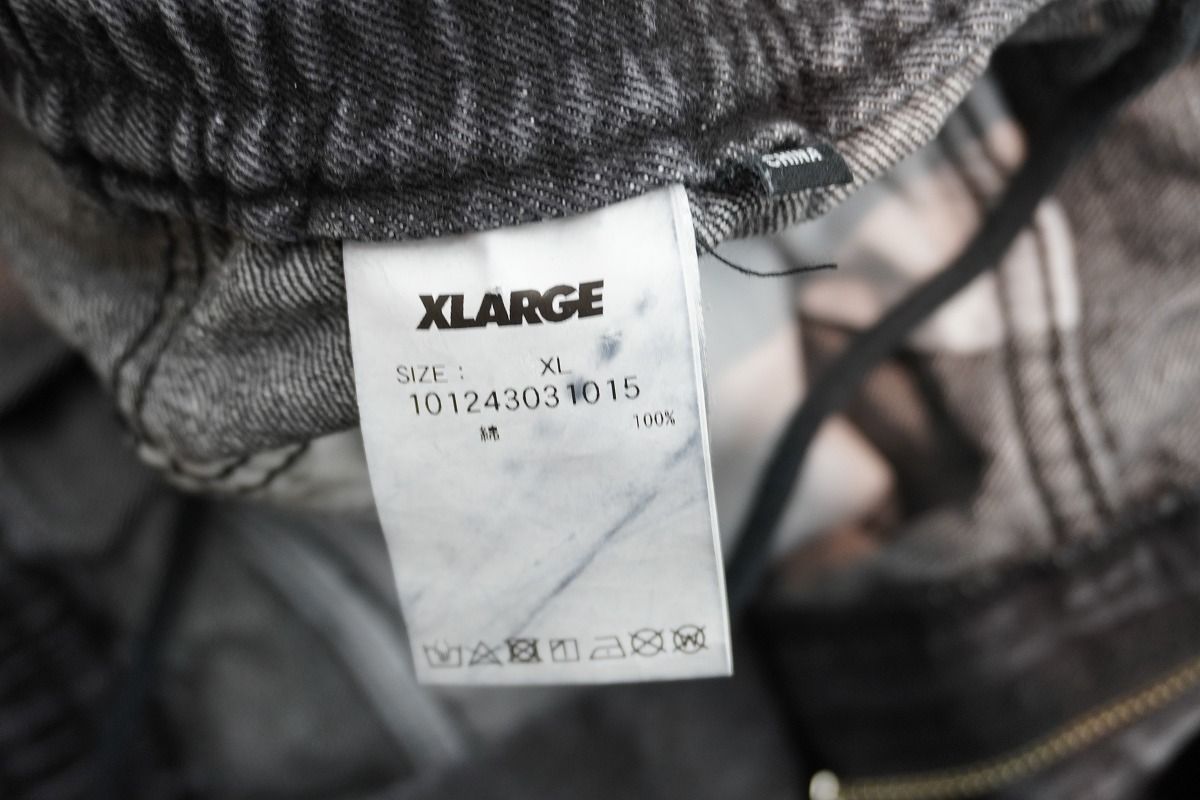 CHINA
XLARGE
SIZE : XL
101243031015
綿 100%
W